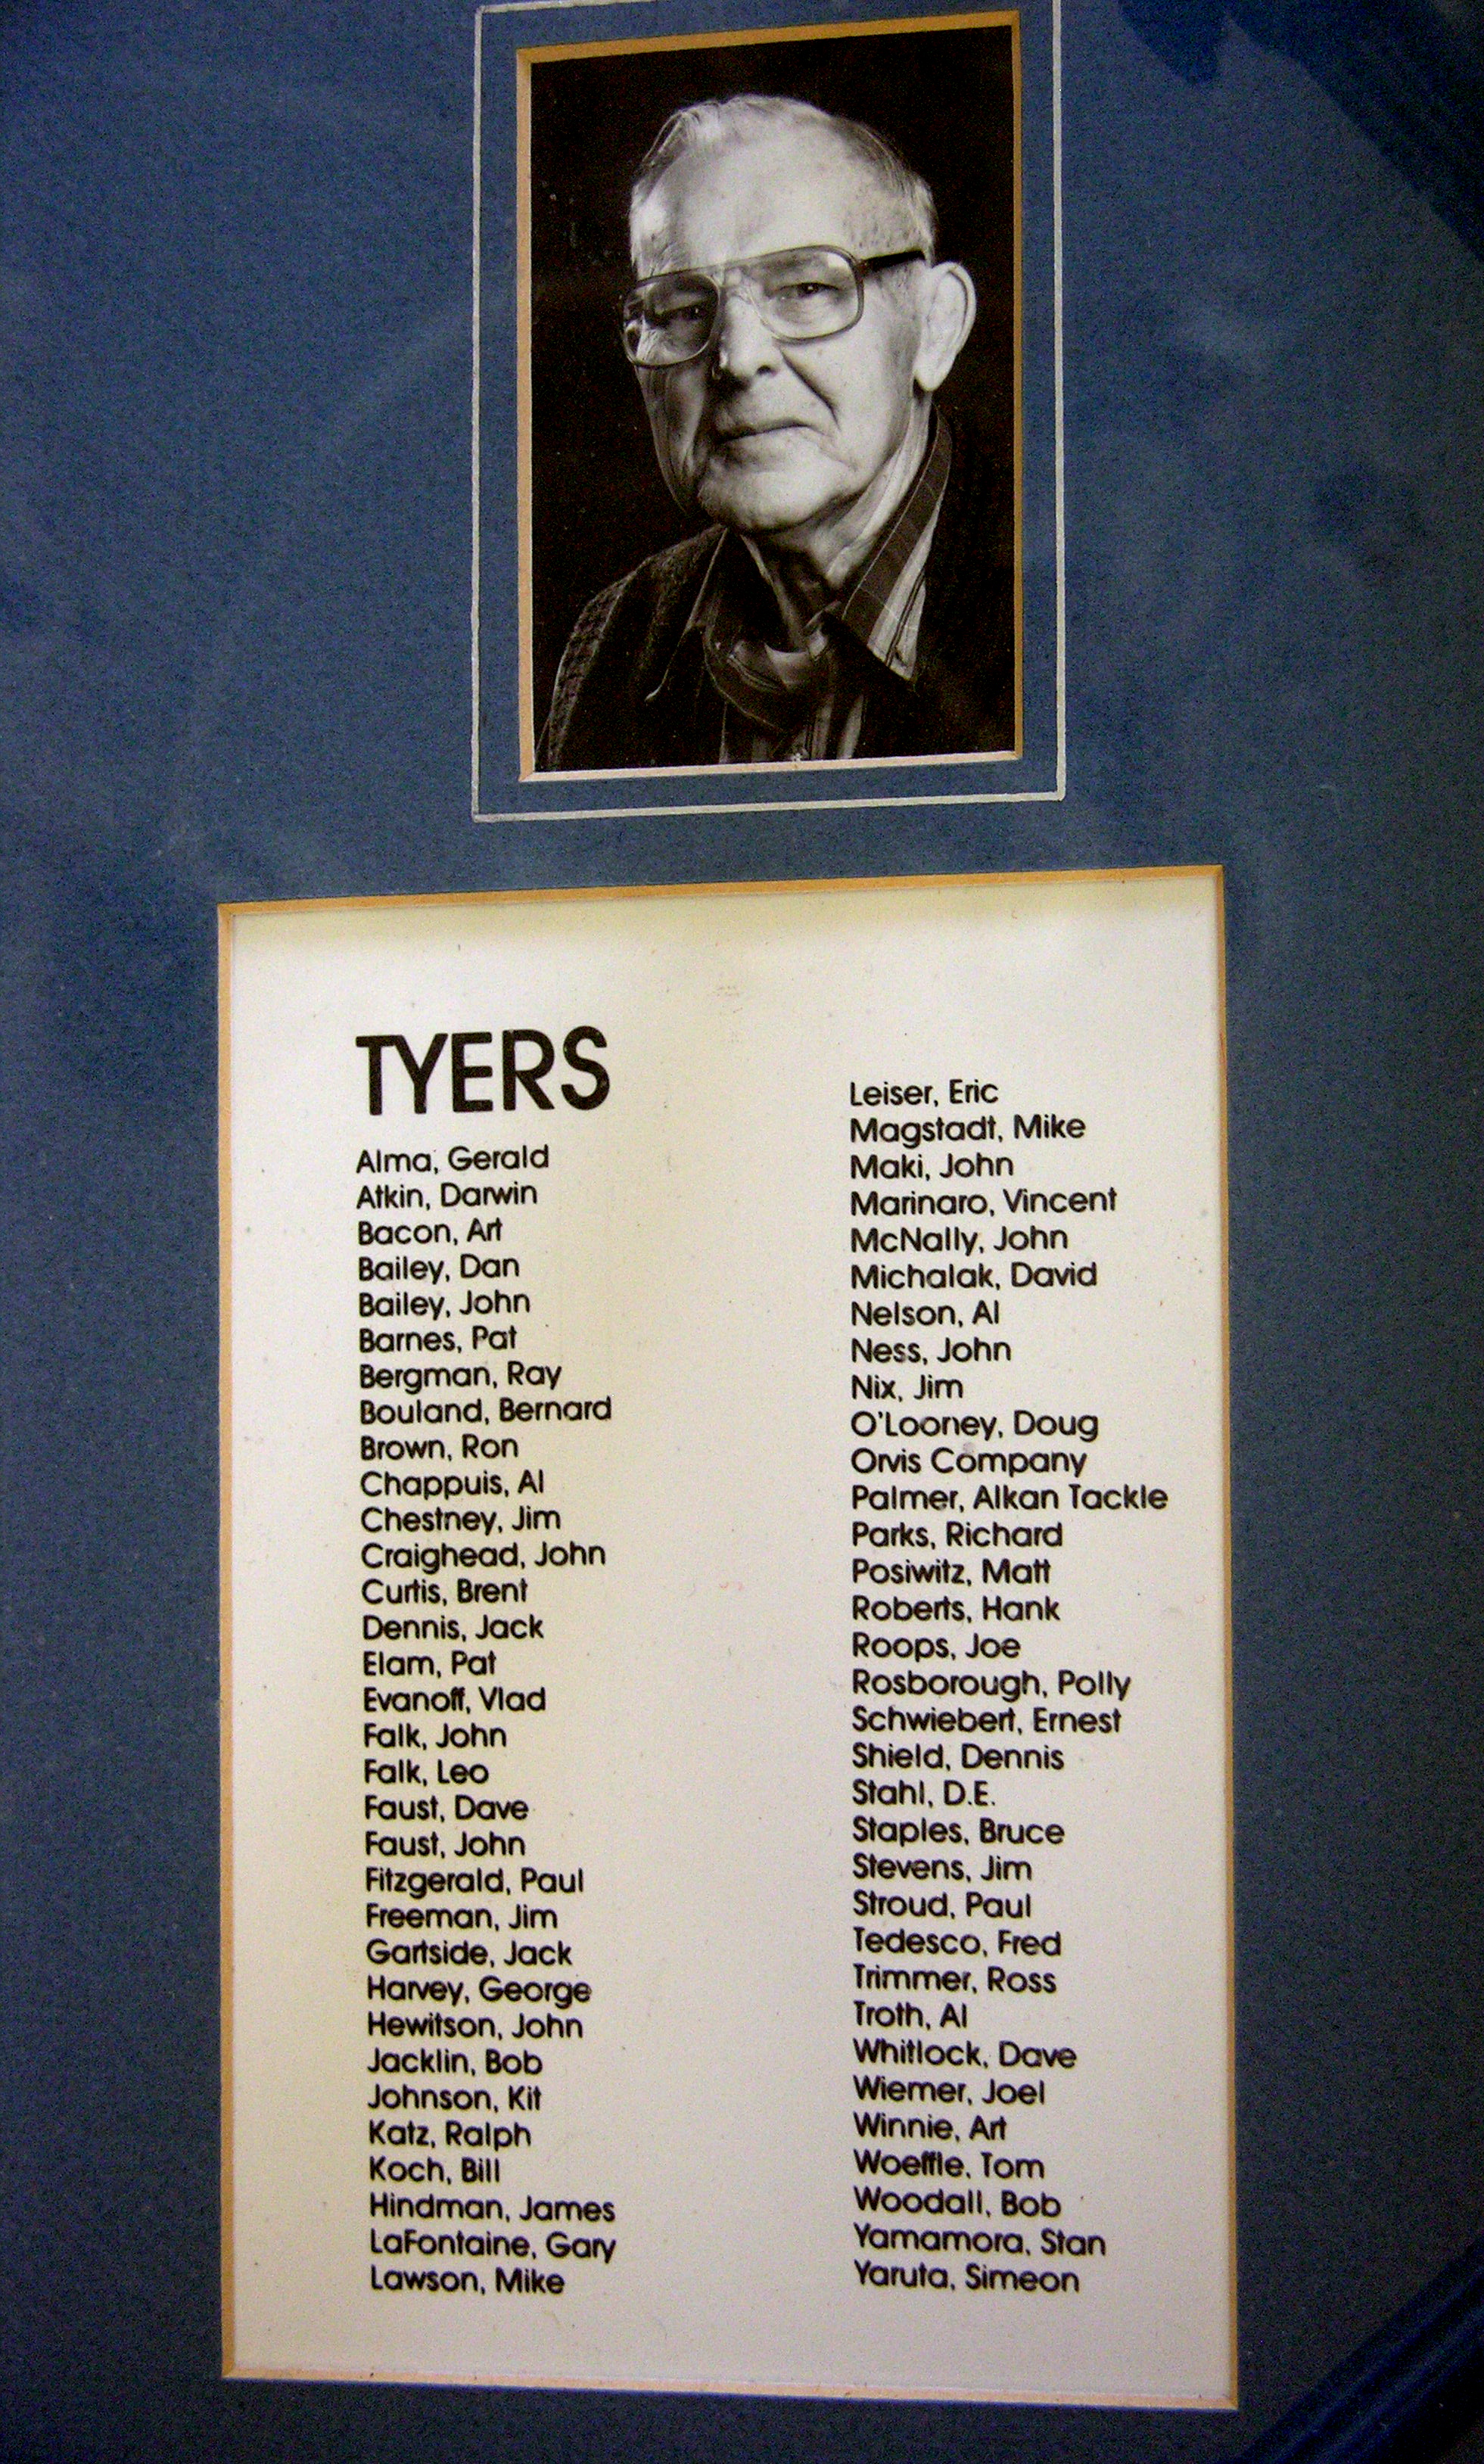 TYERS
Alma, Gerald
Atkin, Darwin
Bacon, Art
Bailey, Dan
Bailey, John
Barnes, Pat
Bergman, Ray
Bouland, Bernard
Brown, Ron
Chappuis, Al
Chestney, Jim
Craighead, John
Curtis, Brent
Dennis, Jack
Elam, Pat
Evanoff, Vlad
Falk, John
Falk, Leo
Faust, Dave
Faust, John
Fitzgerald, Paul
Freeman, Jim
Gartside, Jack
Harvey, George
Hewitson, John
Jacklin, Bob
Johnson, Kit
Katz, Ralph
Koch, Bill
Hindman, James
LaFontaine, Gary
Lawson, Mike
Leiser, Eric
Magstadt, Mike
Maki, John
Marinaro, Vincent
McNally, John
Michalak, David
Nelson, Al
Ness, John
Nix, Jim
O'Looney, Doug
Orvis Company
Palmer, Alkan Tackle
Parks, Richard
Posiwitz, Matt
Roberts, Hank
Roops, Joe
Rosborough, Polly
Schwiebert, Ernest
Shield, Dennis
Stahl, D.E.
Staples, Bruce
Stevens, Jim
Stroud, Paul
Tedesco, Fred
Trimmer, Ross
Troth, Al
Whitlock, Dave
Wiemer, Joel
Winnie, Art
Woeffle, Tom
Woodall, Bob
Yamamora, Stan
Yaruta, Simeon